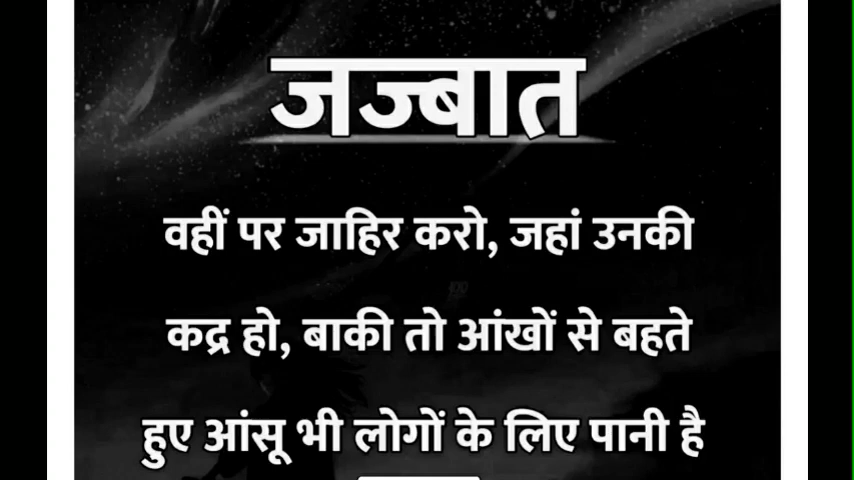 जज्बात
वहीं पर जाहिर करो, जहां उनकी
कद्र हो, बाकी तो आंखों से बहते
हुए आंसू भी लोगों के लिए पानी है